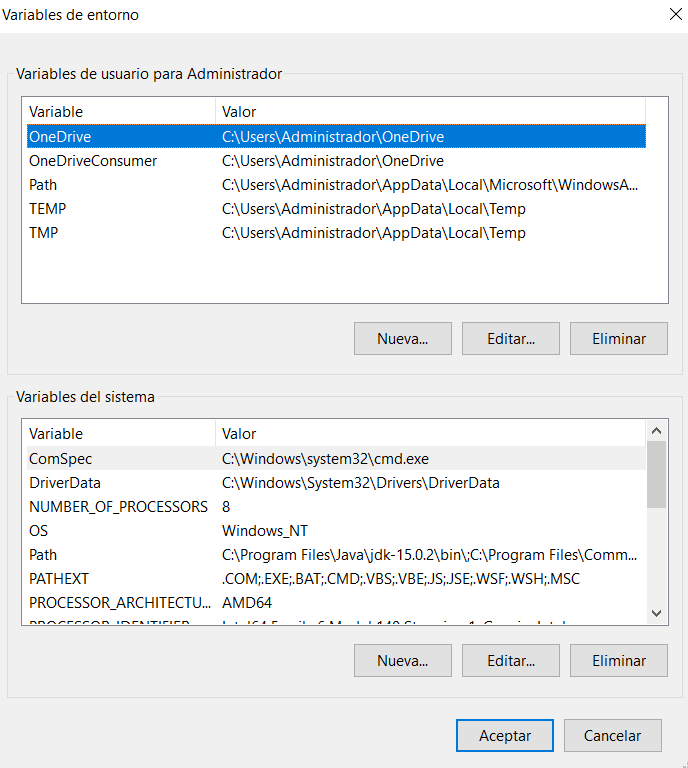 Variables de entorno
Variables de usuario para Administrador
Variable Valor
OneDrive C:\Users\Administrador\OneDrive
OneDriveConsumer C:\Users\Administrador\OneDrive
Path C:\Users\Administrador\AppData\Local\Microsoft\WindowsA...
TEMP C:\Users\Administrador\AppData\Local\Temp
TMP C:\Users\Administrador\AppData\Local\Temp
Nueva... Editar... Eliminar
Variables del sistema
Variable Valor
ComSpec C:\Windows\system32\cmd.exe
DriverData C:\Windows\System32\Drivers\DriverData
NUMBER_OF_PROCESSORS 8
OS Windows_NT
Path C:\Program Files\Java\jdk-15.0.2\bin\;C:\Program Files\Comm...
PATHEXT .COM;.EXE;.BAT;.CMD;.VBS;.VBE;.JS;.JSE;.WSF;.WSH;.MSC
PROCESSOR_ARCHITECTU... AMD64
PROCESSOR_IDENTIFIER
Nueva... Editar... Eliminar
Aceptar Cancelar